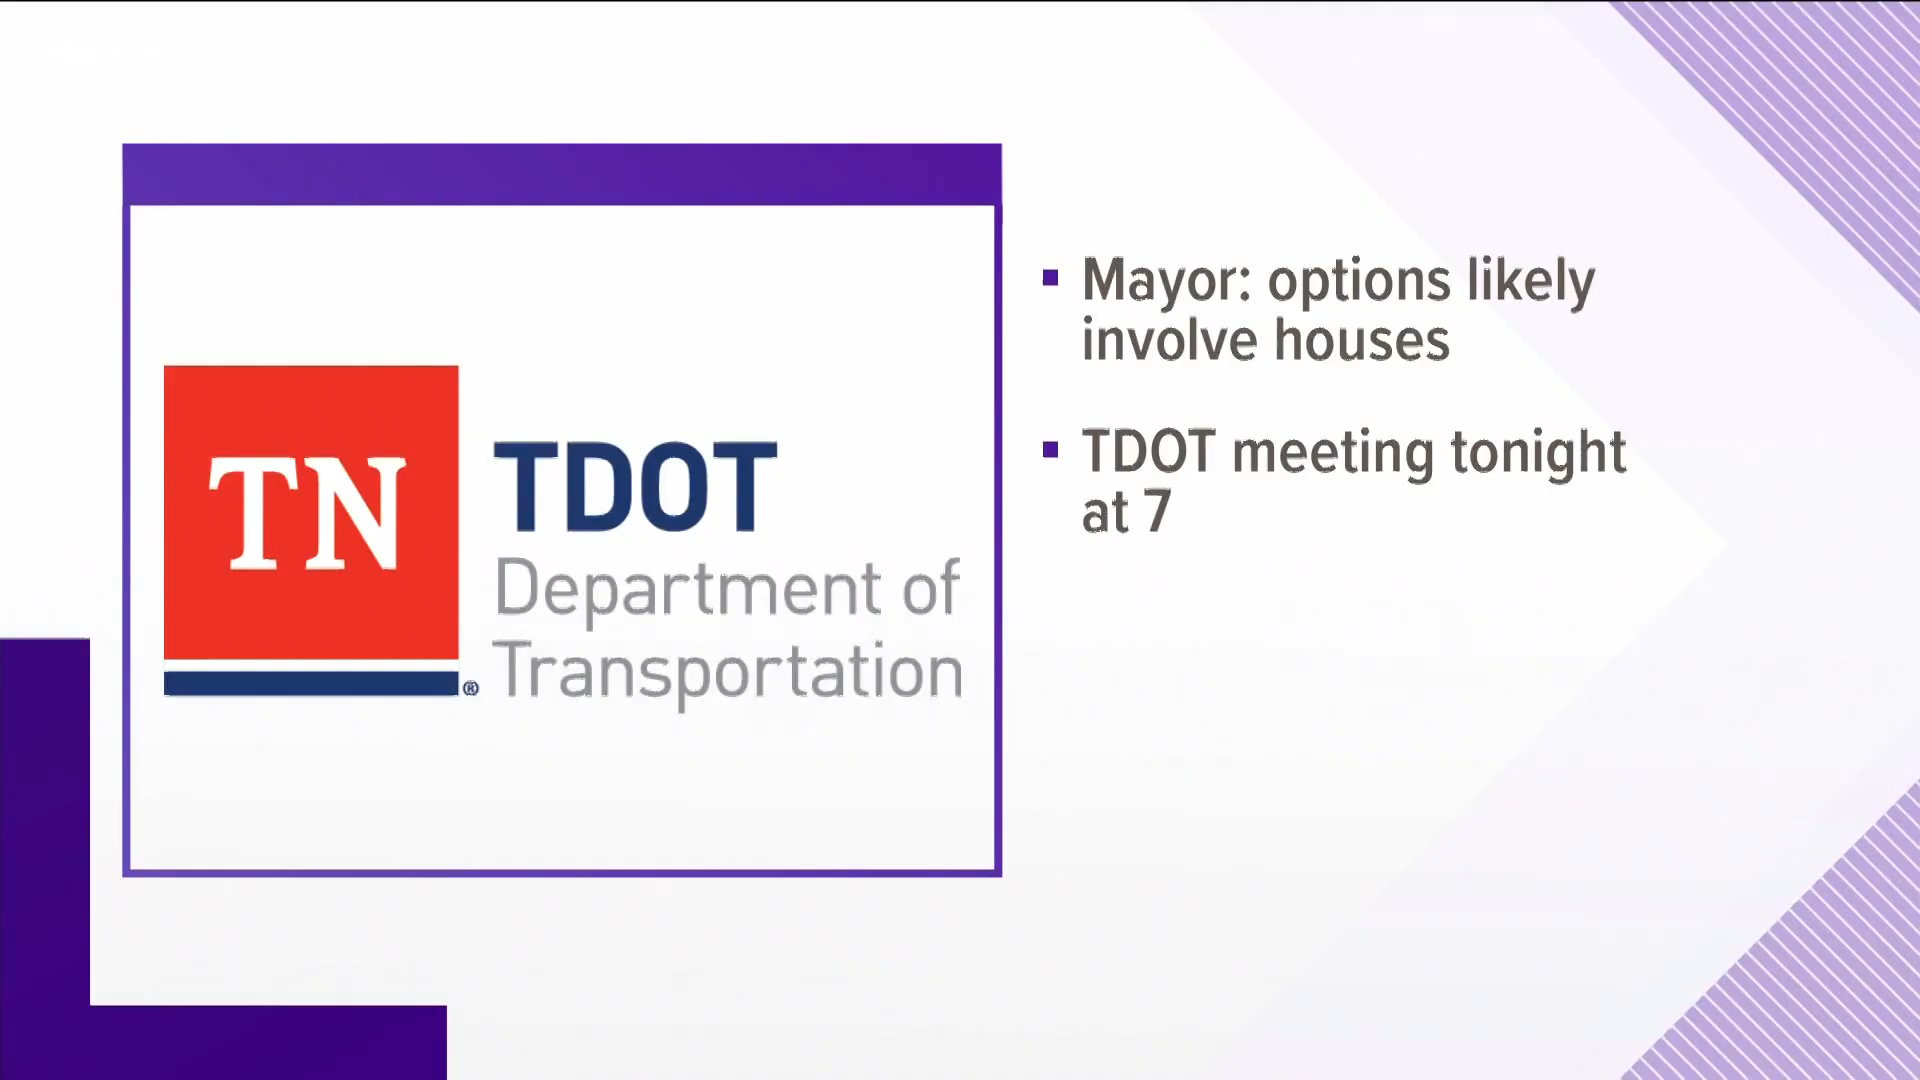 TN
®
TDOT
Department of
Transportation
Mayor: options likely
involve houses
TDOT meeting tonight
at 7